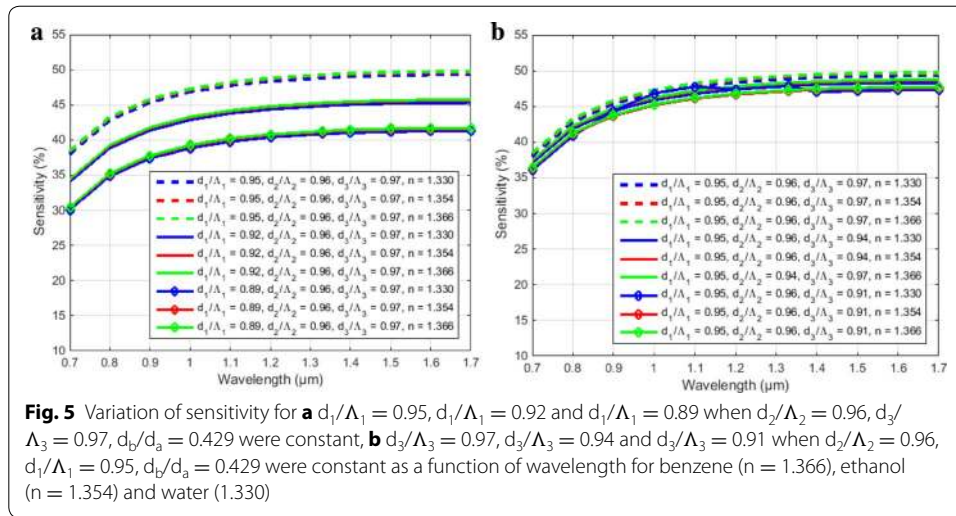 a
Sensitivity (%)
55
50
45
40
35
30
25
20
15
10
d₁/Λ₁ = 0.95, d₂/Λ₂ = 0.96, d₃/Λ₃ = 0.97, n = 1.330
d₁/Λ₁ = 0.95, d₂/Λ₂ = 0.96, d₃/Λ₃ = 0.97, n = 1.354
d₁/Λ₁ = 0.95, d₂/Λ₂ = 0.96, d₃/Λ₃ = 0.97, n = 1.366
d₁/Λ₁ = 0.92, d₂/Λ₂ = 0.96, d₃/Λ₃ = 0.97, n = 1.330
d₁/Λ₁ = 0.92, d₂/Λ₂ = 0.96, d₃/Λ₃ = 0.97, n = 1.354
d₁/Λ₁ = 0.92, d₂/Λ₂ = 0.96, d₃/Λ₃ = 0.97, n = 1.366
d₁/Λ₁ = 0.89, d₂/Λ₂ = 0.96, d₃/Λ₃ = 0.97, n = 1.330
d₁/Λ₁ = 0.89, d₂/Λ₂ = 0.96, d₃/Λ₃ = 0.97, n = 1.354
d₁/Λ₁ = 0.89, d₂/Λ₂ = 0.96, d₃/Λ₃ = 0.97, n = 1.366
0.7 0.8 0.9 1.0 1.1 1.2 1.3 1.4 1.5 1.6 1.7
Wavelength (μm)
b
Sensitivity (%)
55
50
45
40
35
30
25
20
15
10
d₁/Λ₁ = 0.95, d₂/Λ₂ = 0.96, d₃/Λ₃ = 0.97, n = 1.330
d₁/Λ₁ = 0.95, d₂/Λ₂ = 0.96, d₃/Λ₃ = 0.97, n = 1.354
d₁/Λ₁ = 0.95, d₂/Λ₂ = 0.96, d₃/Λ₃ = 0.97, n = 1.366
d₁/Λ₁ = 0.95, d₂/Λ₂ = 0.96, d₃/Λ₃ = 0.94, n = 1.330
d₁/Λ₁ = 0.95, d₂/Λ₂ = 0.96, d₃/Λ₃ = 0.94, n = 1.354
d₁/Λ₁ = 0.95, d₂/Λ₂ = 0.94, d₃/Λ₃ = 0.97, n = 1.366
d₁/Λ₁ = 0.95, d₂/Λ₂ = 0.96, d₃/Λ₃ = 0.91, n = 1.330
d₁/Λ₁ = 0.95, d₂/Λ₂ = 0.96, d₃/Λ₃ = 0.91, n = 1.354
d₁/Λ₁ = 0.95, d₂/Λ₂ = 0.96, d₃/Λ₃ = 0.91, n = 1.366
0.7 0.8 0.9 1 1.1 1.2 1.3 1.4 1.5 1.6 1.7
Wavelength (μm)
Fig. 5 Variation of sensitivity for a d₁/Λ₁ = 0.95, d₁/Λ₁ = 0.92 and d₁/Λ₁ = 0.89 when d₂/Λ₂ = 0.96, d₃/
Λ₃ = 0.97, d_b/d_a = 0.429 were constant, b d₃/Λ₃ = 0.97, d₃/Λ₃ = 0.94 and d₃/Λ₃ = 0.91 when d₂/Λ₂ = 0.96,
d₁/Λ₁ = 0.95, d_b/d_a = 0.429 were constant as a function of wavelength for benzene (n = 1.366), ethanol
(n = 1.354) and water (1.330)